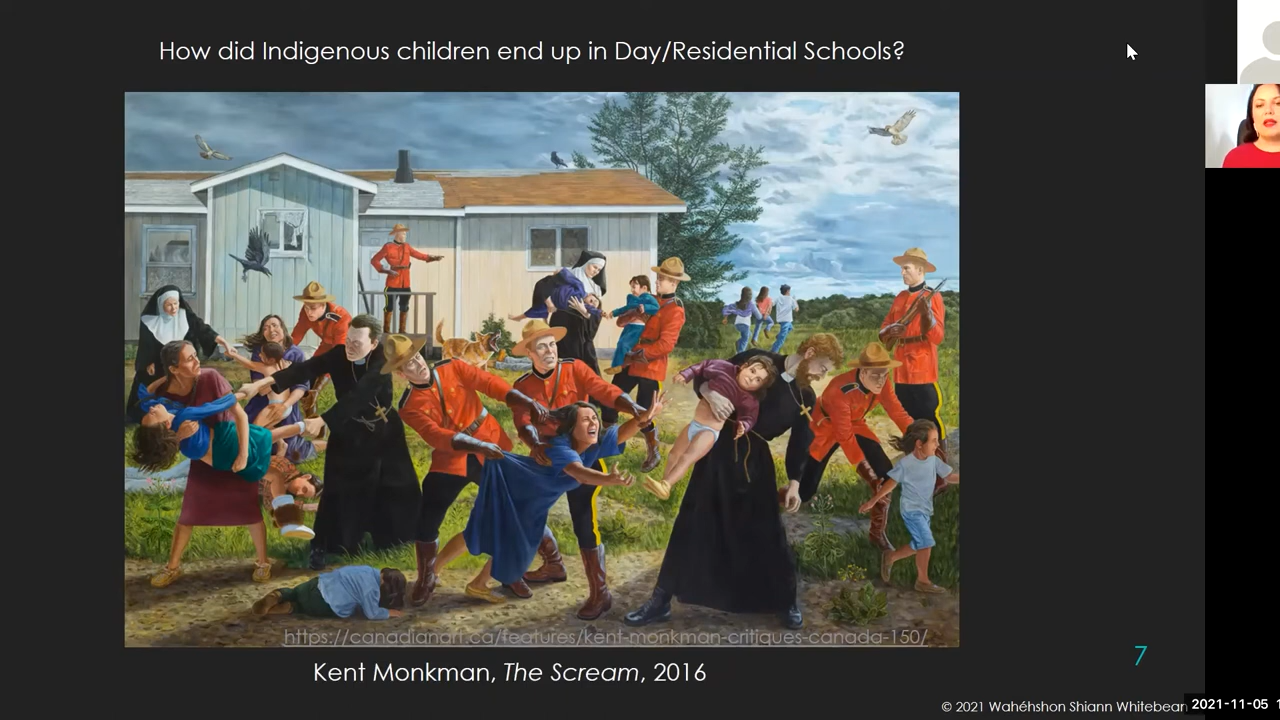 How did Indigenous children end up in Day/Residential Schools?
https://canadianart.ca/features/kent-monkman-critiques-canada-150/
Kent Monkman, The Scream, 2016
7
© 2021 Wahéhshon Shiann Whitebean
2021-11-05